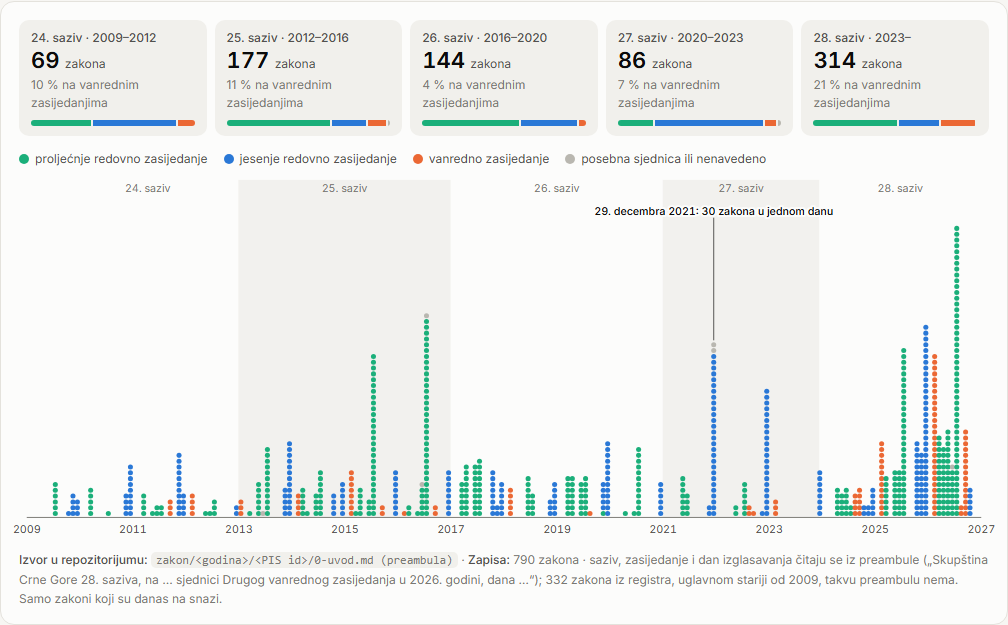 24. saziv · 2009–2012
69 zakona
10 % na vanrednim
zasijedanjima
25. saziv · 2012–2016
177 zakona
11 % na vanrednim
zasijedanjima
26. saziv · 2016–2020
144 zakona
4 % na vanrednim
zasijedanjima
27. saziv · 2020–2023
86 zakona
7 % na vanrednim
zasijedanjima
28. saziv · 2023–
314 zakona
21 % na vanrednim
zasijedanjima
proljećnje redovno zasijedanje
jesenje redovno zasijedanje
vanredno zasijedanje
posebna sjednica ili nenavedeno
24. saziv
25. saziv
26. saziv
27. saziv
28. saziv
29. decembra 2021: 30 zakona u jednom danu
2009
2011
2013
2015
2017
2019
2021
2023
2025
2027
Izvor u repozitorijumu: zakon/<godina>/<PIS id>/0-uvod.md (preambula) · Zapisa: 790 zakona · saziv, zasijedanje i dan izglasavanja čitaju se iz preambule („Skupština
Crne Gore 28. saziva, na … sjednici Drugog vanrednog zasijedanja u 2026. godini, dana …“); 332 zakona iz registra, uglavnom stariji od 2009, takvu preambulu nema.
Samo zakoni koji su danas na snazi.